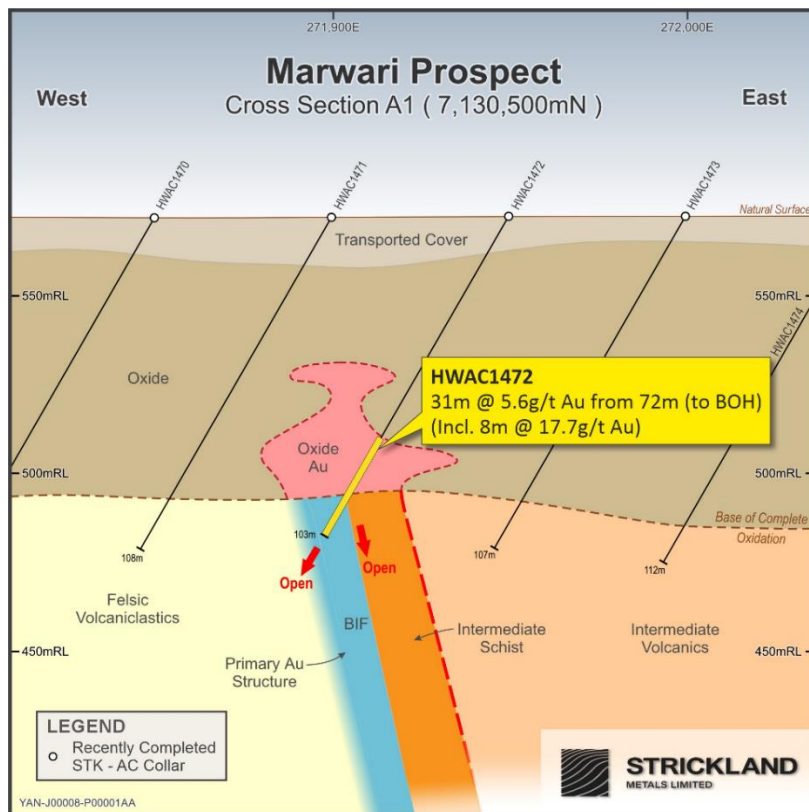 271,900E
272,000E
Marwari Prospect
Cross Section A1 ( 7,130,500mN )
West
East
HWAC1470
HWAC1471
HWAC1472
HWAC1473
Natural Surface
Transported Cover
550mRL
550mRL
HWAC1474
Oxide
HWAC1472
31m @ 5.6g/t Au from 72m (to BOH)
(Incl. 8m @ 17.7g/t Au)
Oxide
Au
500mRL
500mRL
Base of Complete
Oxidation
103m
108m
107m
112m
Open
Open
Felsic
Volcaniclastics
BIF
Intermediate
Schist
Intermediate
Volcanics
450mRL
450mRL
Primary Au
Structure
LEGEND
Recently Completed
STK - AC Collar
STRICKLAND
METALS LIMITED
YAN-J00008-P00001AA